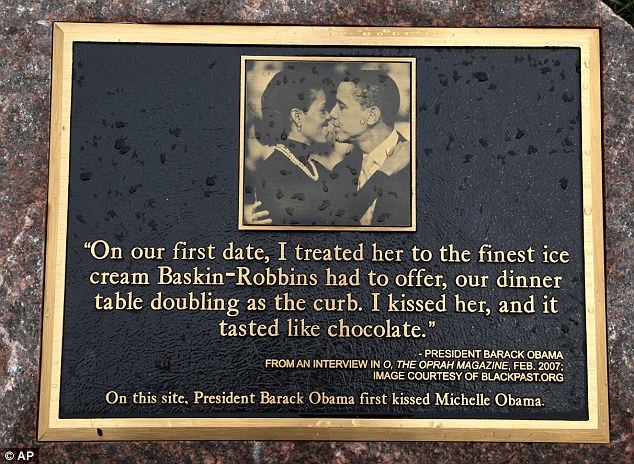 “On our first date, I treated her to the finest ice
cream Baskin-Robbins had to offer, our dinner
table doubling as the curb. I kissed her, and it
tasted like chocolate.”
- PRESIDENT BARACK OBAMA
FROM AN INTERVIEW IN O, THE OPRAH MAGAZINE, FEB. 2007;
IMAGE COURTESY OF BLACKPAST.ORG
On this site, President Barack Obama first kissed Michelle Obama.
© AP